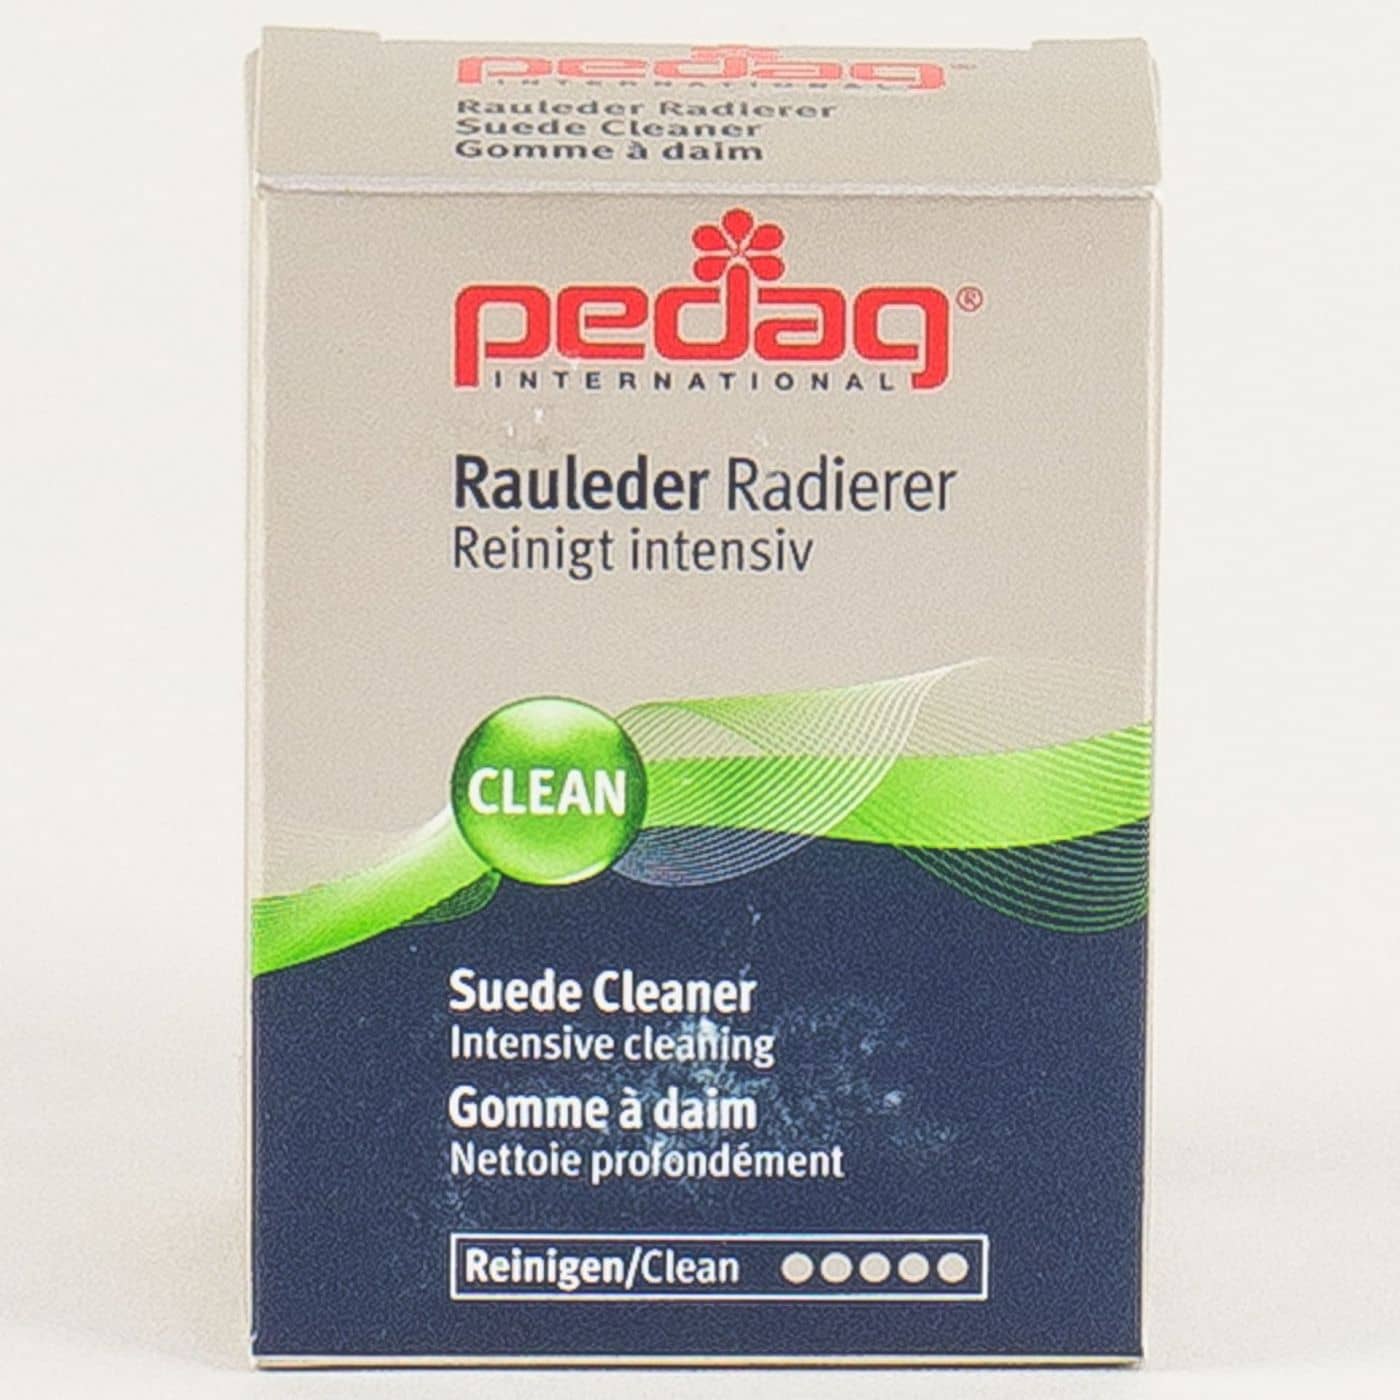 pedag
INTERNATIONAL
Rauleder Radierer
Suede Cleaner
Gomme à daim
pedag®
INTERNATIONAL
Rauleder Radierer
Reinigt intensiv
CLEAN
Suede Cleaner
Intensive cleaning
Gomme à daim
Nettoie profondément
Reinigen/Clean